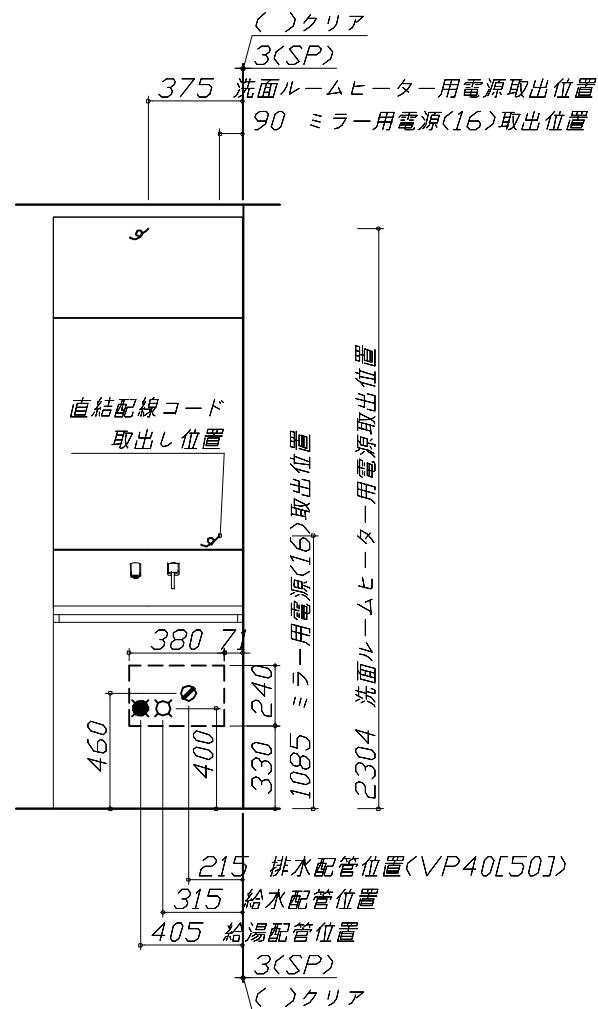 ( )クリア
3(SP)
375 洗面ルームヒーター用電源取出位置
90 ミラー用電源(16)取出位置
直結配線コード
取出し位置
1085 ミラー用電源(16)取出位置
2304 洗面ルームヒーター用電源取出位置
380 71
240
460
400
330
215 排水配管位置(VP40[50])
315 給水配管位置
405 給湯配管位置
3(SP)
( )クリア